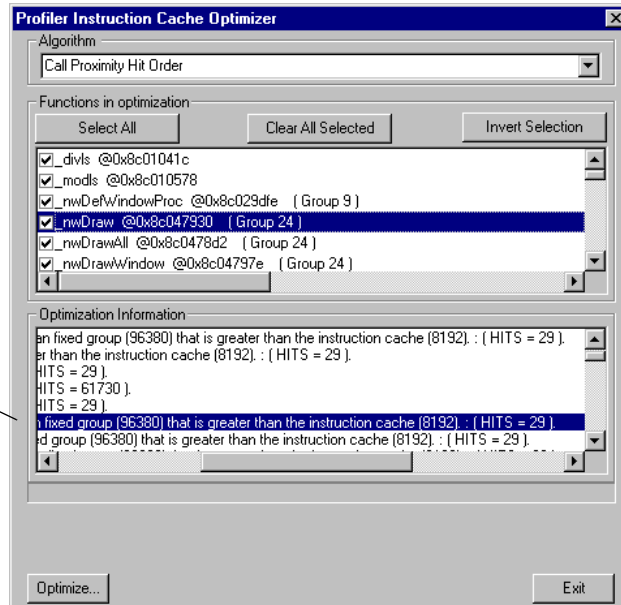 Profiler Instruction Cache Optimizer
Algorithm
Call Proximity Hit Order
Functions in optimization
Select All Clear All Selected Invert Selection
_divls @0x8c01041c
_modls @0x8c010578
_nwDefWindowProc @0x8c029dfe ( Group 9 )
_nwDraw @0x8c047930 ( Group 24 )
_nwDrawAll @0x8c0478d2 ( Group 24 )
_nwDrawWindow @0x8c04797e ( Group 24 )
Optimization Information
an fixed group (96380) that is greater than the instruction cache (8192). : ( HITS = 29 ).
er than the instruction cache (8192). : ( HITS = 29 ).
HITS = 29 ).
HITS = 61730 ).
HITS = 29 ).
n fixed group (96380) that is greater than the instruction cache (8192). : ( HITS = 29 ).
ed group (96380) that is greater than the instruction cache (8192). : ( HITS = 29 ).
Optimize... Exit